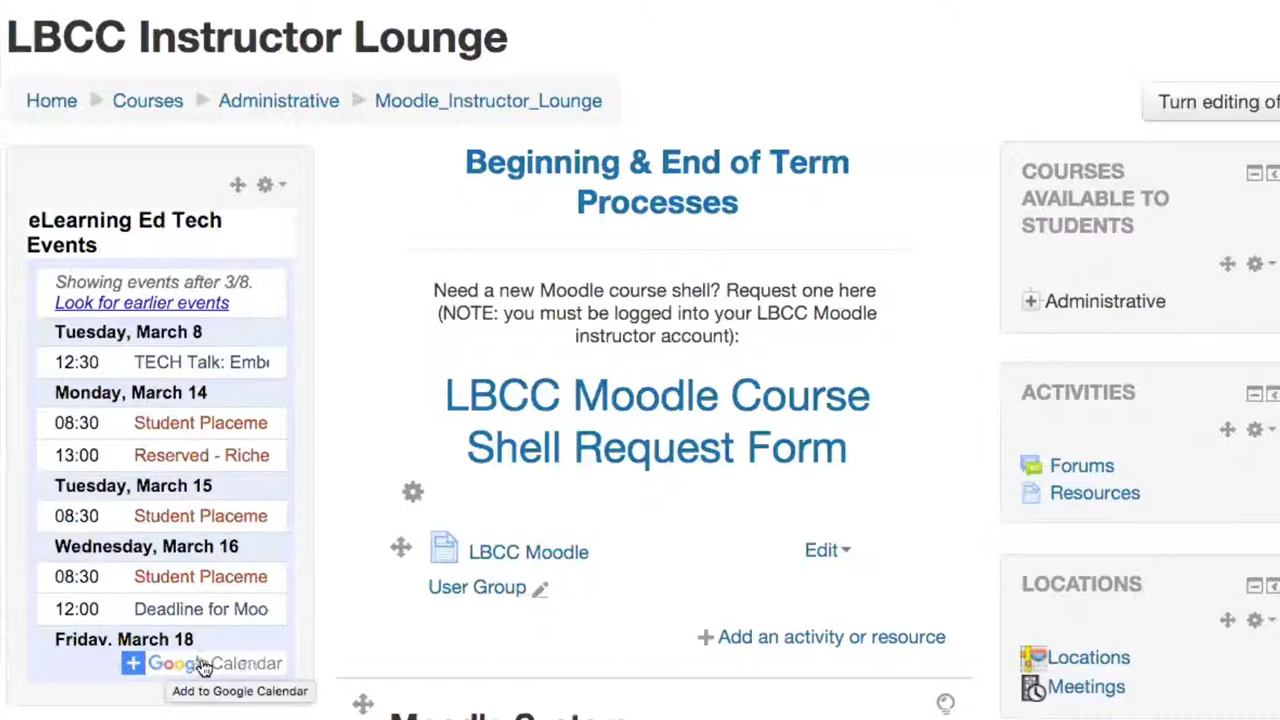 LBCC Instructor Lounge
Home Courses Administrative Moodle_Instructor_Lounge
Turn editing of
eLearning Ed Tech
Events
Showing events after 3/8.
Look for earlier events
Tuesday, March 8
12:30 TECH Talk: Embe
Monday, March 14
08:30 Student Placeme
13:00 Reserved - Riche
Tuesday, March 15
08:30 Student Placeme
Wednesday, March 16
08:30 Student Placeme
12:00 Deadline for Moo
Friday, March 18
Google Calendar
Add to Google Calendar
Beginning & End of Term
Processes
Need a new Moodle course shell? Request one here
(NOTE: you must be logged into your LBCC Moodle
instructor account):
LBCC Moodle Course
Shell Request Form
LBCC Moodle Edit
User Group
Add an activity or resource
Moodle System
COURSES
AVAILABLE TO
STUDENTS
Administrative
ACTIVITIES
Forums
Resources
LOCATIONS
Locations
Meetings